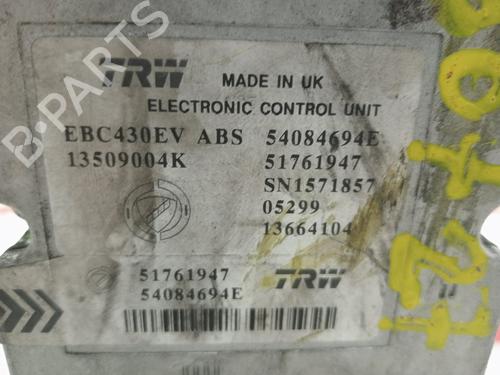 TRW MADE IN UK
ELECTRONIC CONTROL UNIT
EBC430EV ABS 54084694E
13509004K 51761947
SN1571857
05299
13664104
51761947 TRW
54084694E
B-PARTS